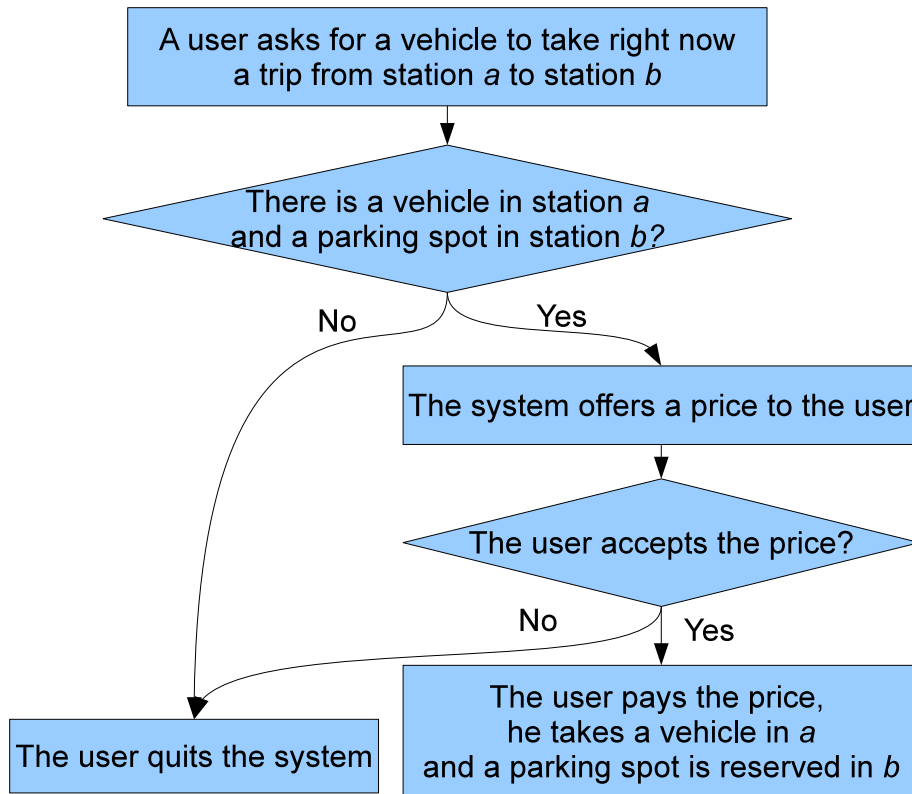 A user asks for a vehicle to take right now
a trip from station a to station b
There is a vehicle in station a
and a parking spot in station b?
No
Yes
The system offers a price to the user
The user accepts the price?
No
Yes
The user pays the price,
he takes a vehicle in a
and a parking spot is reserved in b
The user quits the system